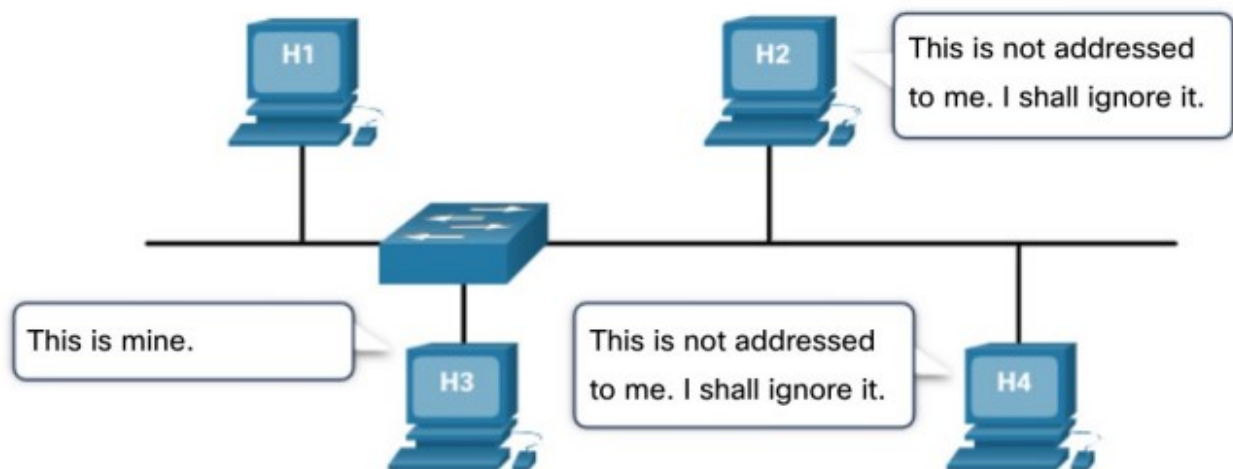 H1
H2
This is not addressed
to me. I shall ignore it.
This is mine.
H3
This is not addressed
to me. I shall ignore it.
H4